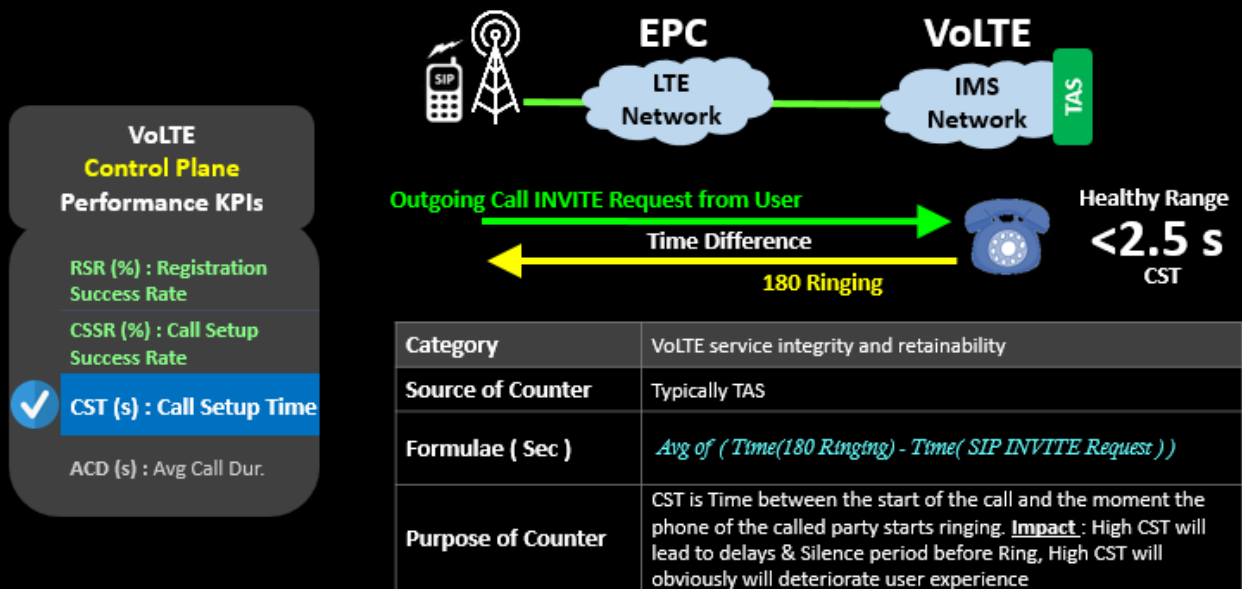 EPC
VoLTE
SIP
LTE
Network
IMS
Network
TAS
VoLTE
Control Plane
Performance KPIs
RSR (%) : Registration
Success Rate
CSSR (%) : Call Setup
Success Rate
CST (s) : Call Setup Time
ACD (s) : Avg Call Dur.
Outgoing Call INVITE Request from User
Time Difference
180 Ringing
Healthy Range
<2.5 s
CST
Category
VoLTE service integrity and retainability
Source of Counter
Typically TAS
Formulae ( Sec )
Avg of ( Time(180 Ringing) - Time( SIP INVITE Request ) )
Purpose of Counter
CST is Time between the start of the call and the moment the
phone of the called party starts ringing. Impact : High CST will
lead to delays & Silence period before Ring, High CST will
obviously will deteriorate user experience